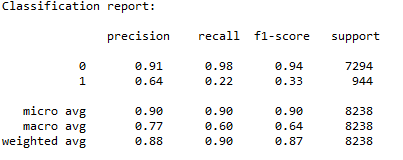 Classification report:
precision recall f1-score support
0 0.91 0.98 0.94 7294
1 0.64 0.22 0.33 944
micro avg 0.90 0.90 0.90 8238
macro avg 0.77 0.60 0.64 8238
weighted avg 0.88 0.90 0.87 8238